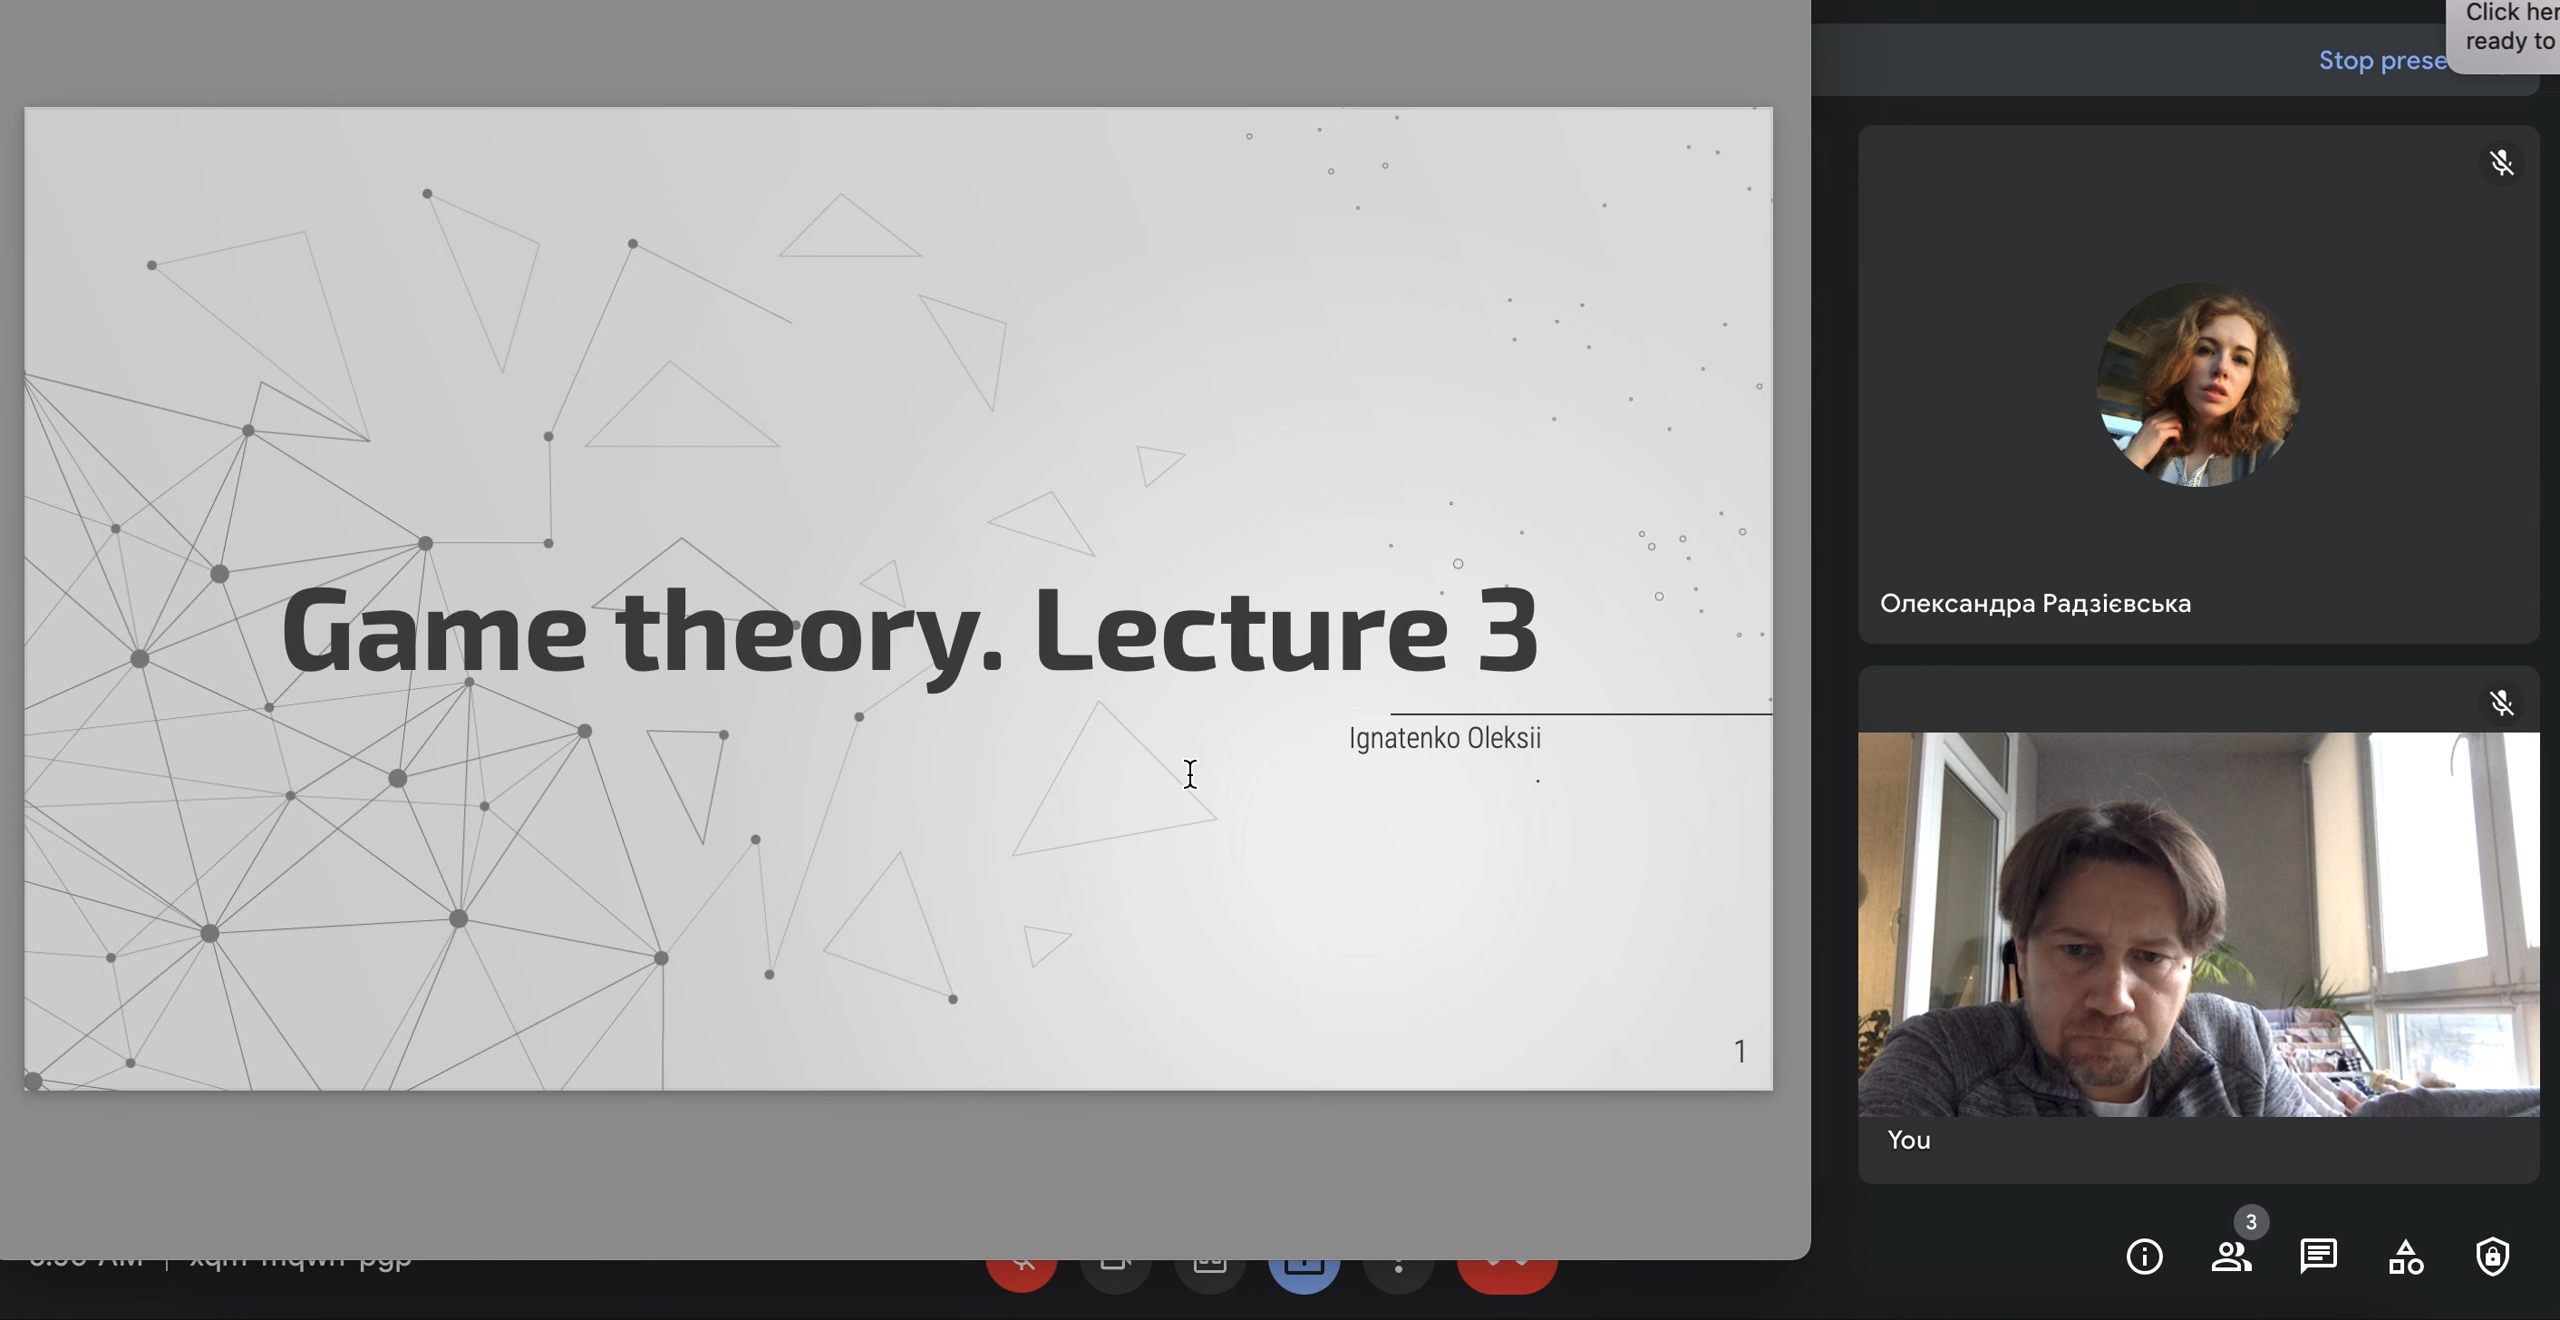 Click her
ready to
Stop prese
Game theory. Lecture 3
Ignatenko Oleksii
.
1
Олександра Радзієвська
You
3